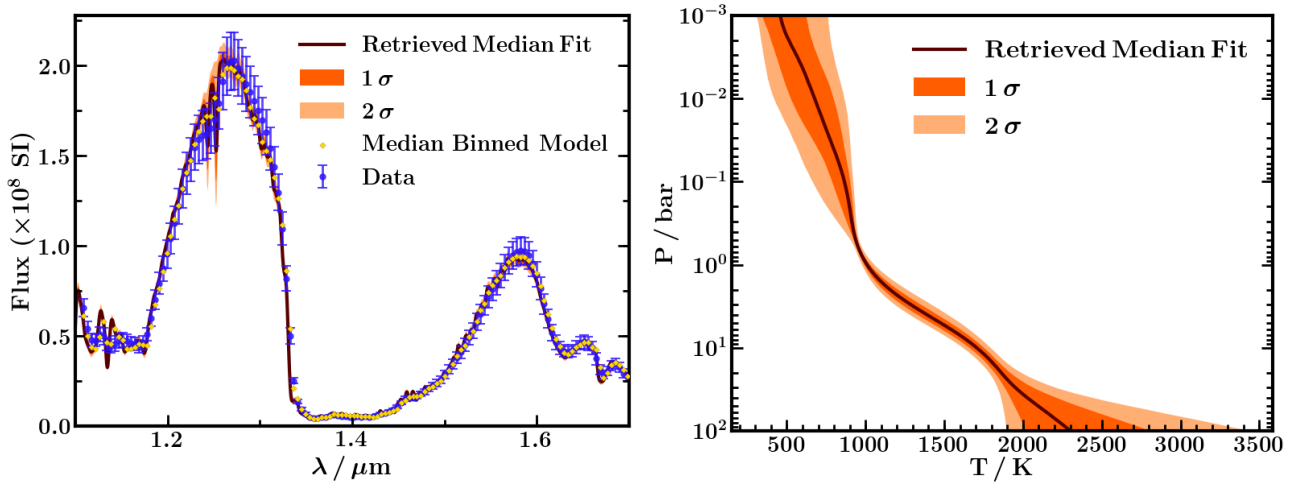 Retrieved Median Fit
1 σ
2 σ
Median Binned Model
Data
Flux (×10⁸ SI)
2.0
1.5
1.0
0.5
0.0
1.2 1.4 1.6
λ / μm
Retrieved Median Fit
1 σ
2 σ
P / bar
10⁻³
10⁻²
10⁻¹
10⁰
10¹
10²
500 1000 1500 2000 2500 3000 3500
T / K